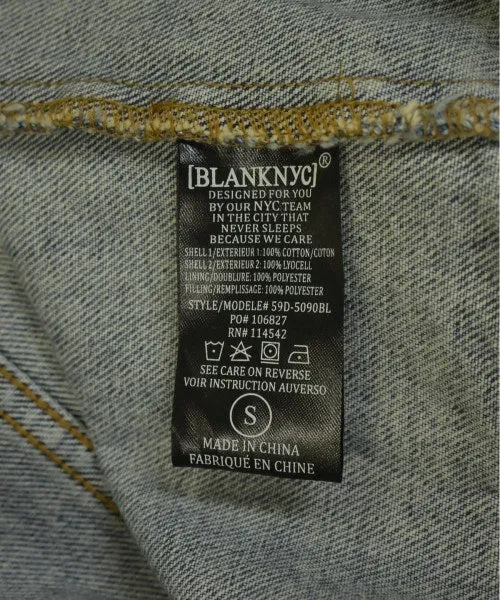 [BLANKNYC]®
DESIGNED FOR YOU
BY OUR NYC TEAM
IN THE CITY THAT
NEVER SLEEPS
BECAUSE WE CARE
SHELL 1/EXTERIEUR 1: 100% COTTON/COTON
SHELL 2/EXTERIEUR 2: 100% LYOCELL
LINING/DOUBLURE: 100% POLYESTER
FILLING/REMPLISSAGE: 100% POLYESTER
STYLE/MODELE# 59D-5090BL
PO# 106827
RN# 114542
SEE CARE ON REVERSE
VOIR INSTRUCTION AUVERSO
S
MADE IN CHINA
FABRIQUÉ EN CHINE